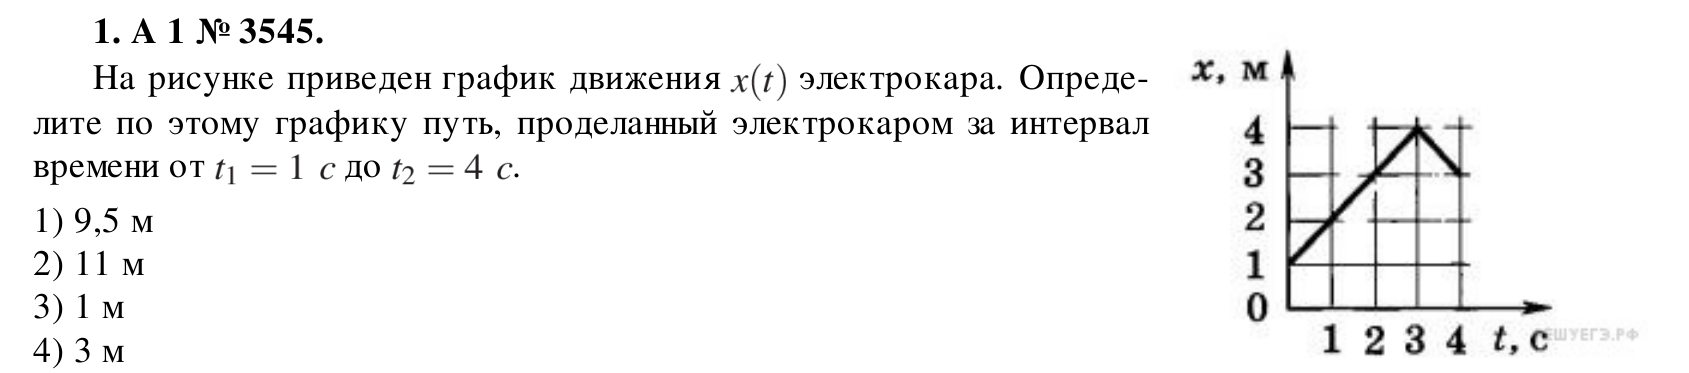 1. А 1 № 3545.
На рисунке приведен график движения x(t) электрокара. Опреде-
лите по этому графику путь, проделанный электрокаром за интервал
времени от t₁ = 1 с до t₂ = 4 с.
1) 9,5 м
2) 11 м
3) 1 м
4) 3 м
x, м
4
3
2
1
0
1 2 3 4 t, с
ЕШУЕГЭ.РФ